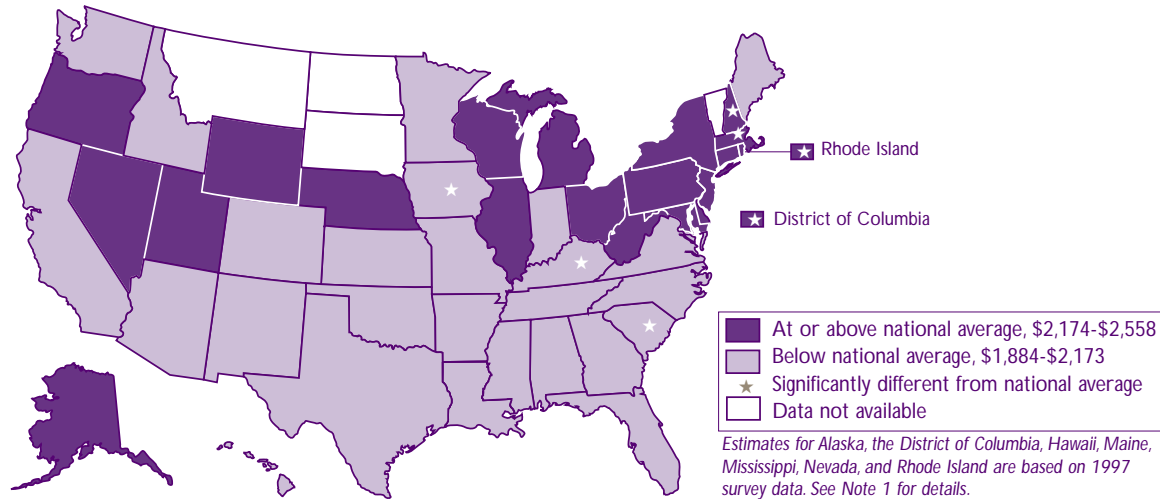 Rhode Island
District of Columbia
At or above national average, $2,174-$2,558
Below national average, $1,884-$2,173
Significantly different from national average
Data not available
Estimates for Alaska, the District of Columbia, Hawaii, Maine,
Mississippi, Nevada, and Rhode Island are based on 1997
survey data. See Note 1 for details.